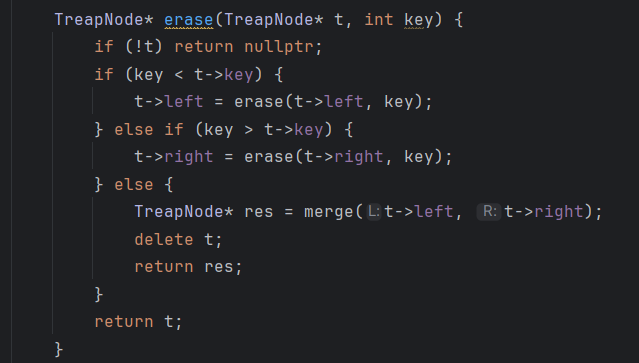 TreapNode* erase(TreapNode* t, int key) {
    if (!t) return nullptr;
    if (key < t->key) {
        t->left = erase(t->left, key);
    } else if (key > t->key) {
        t->right = erase(t->right, key);
    } else {
        TreapNode* res = merge(L: t->left, R: t->right);
        delete t;
        return res;
    }
    return t;
}